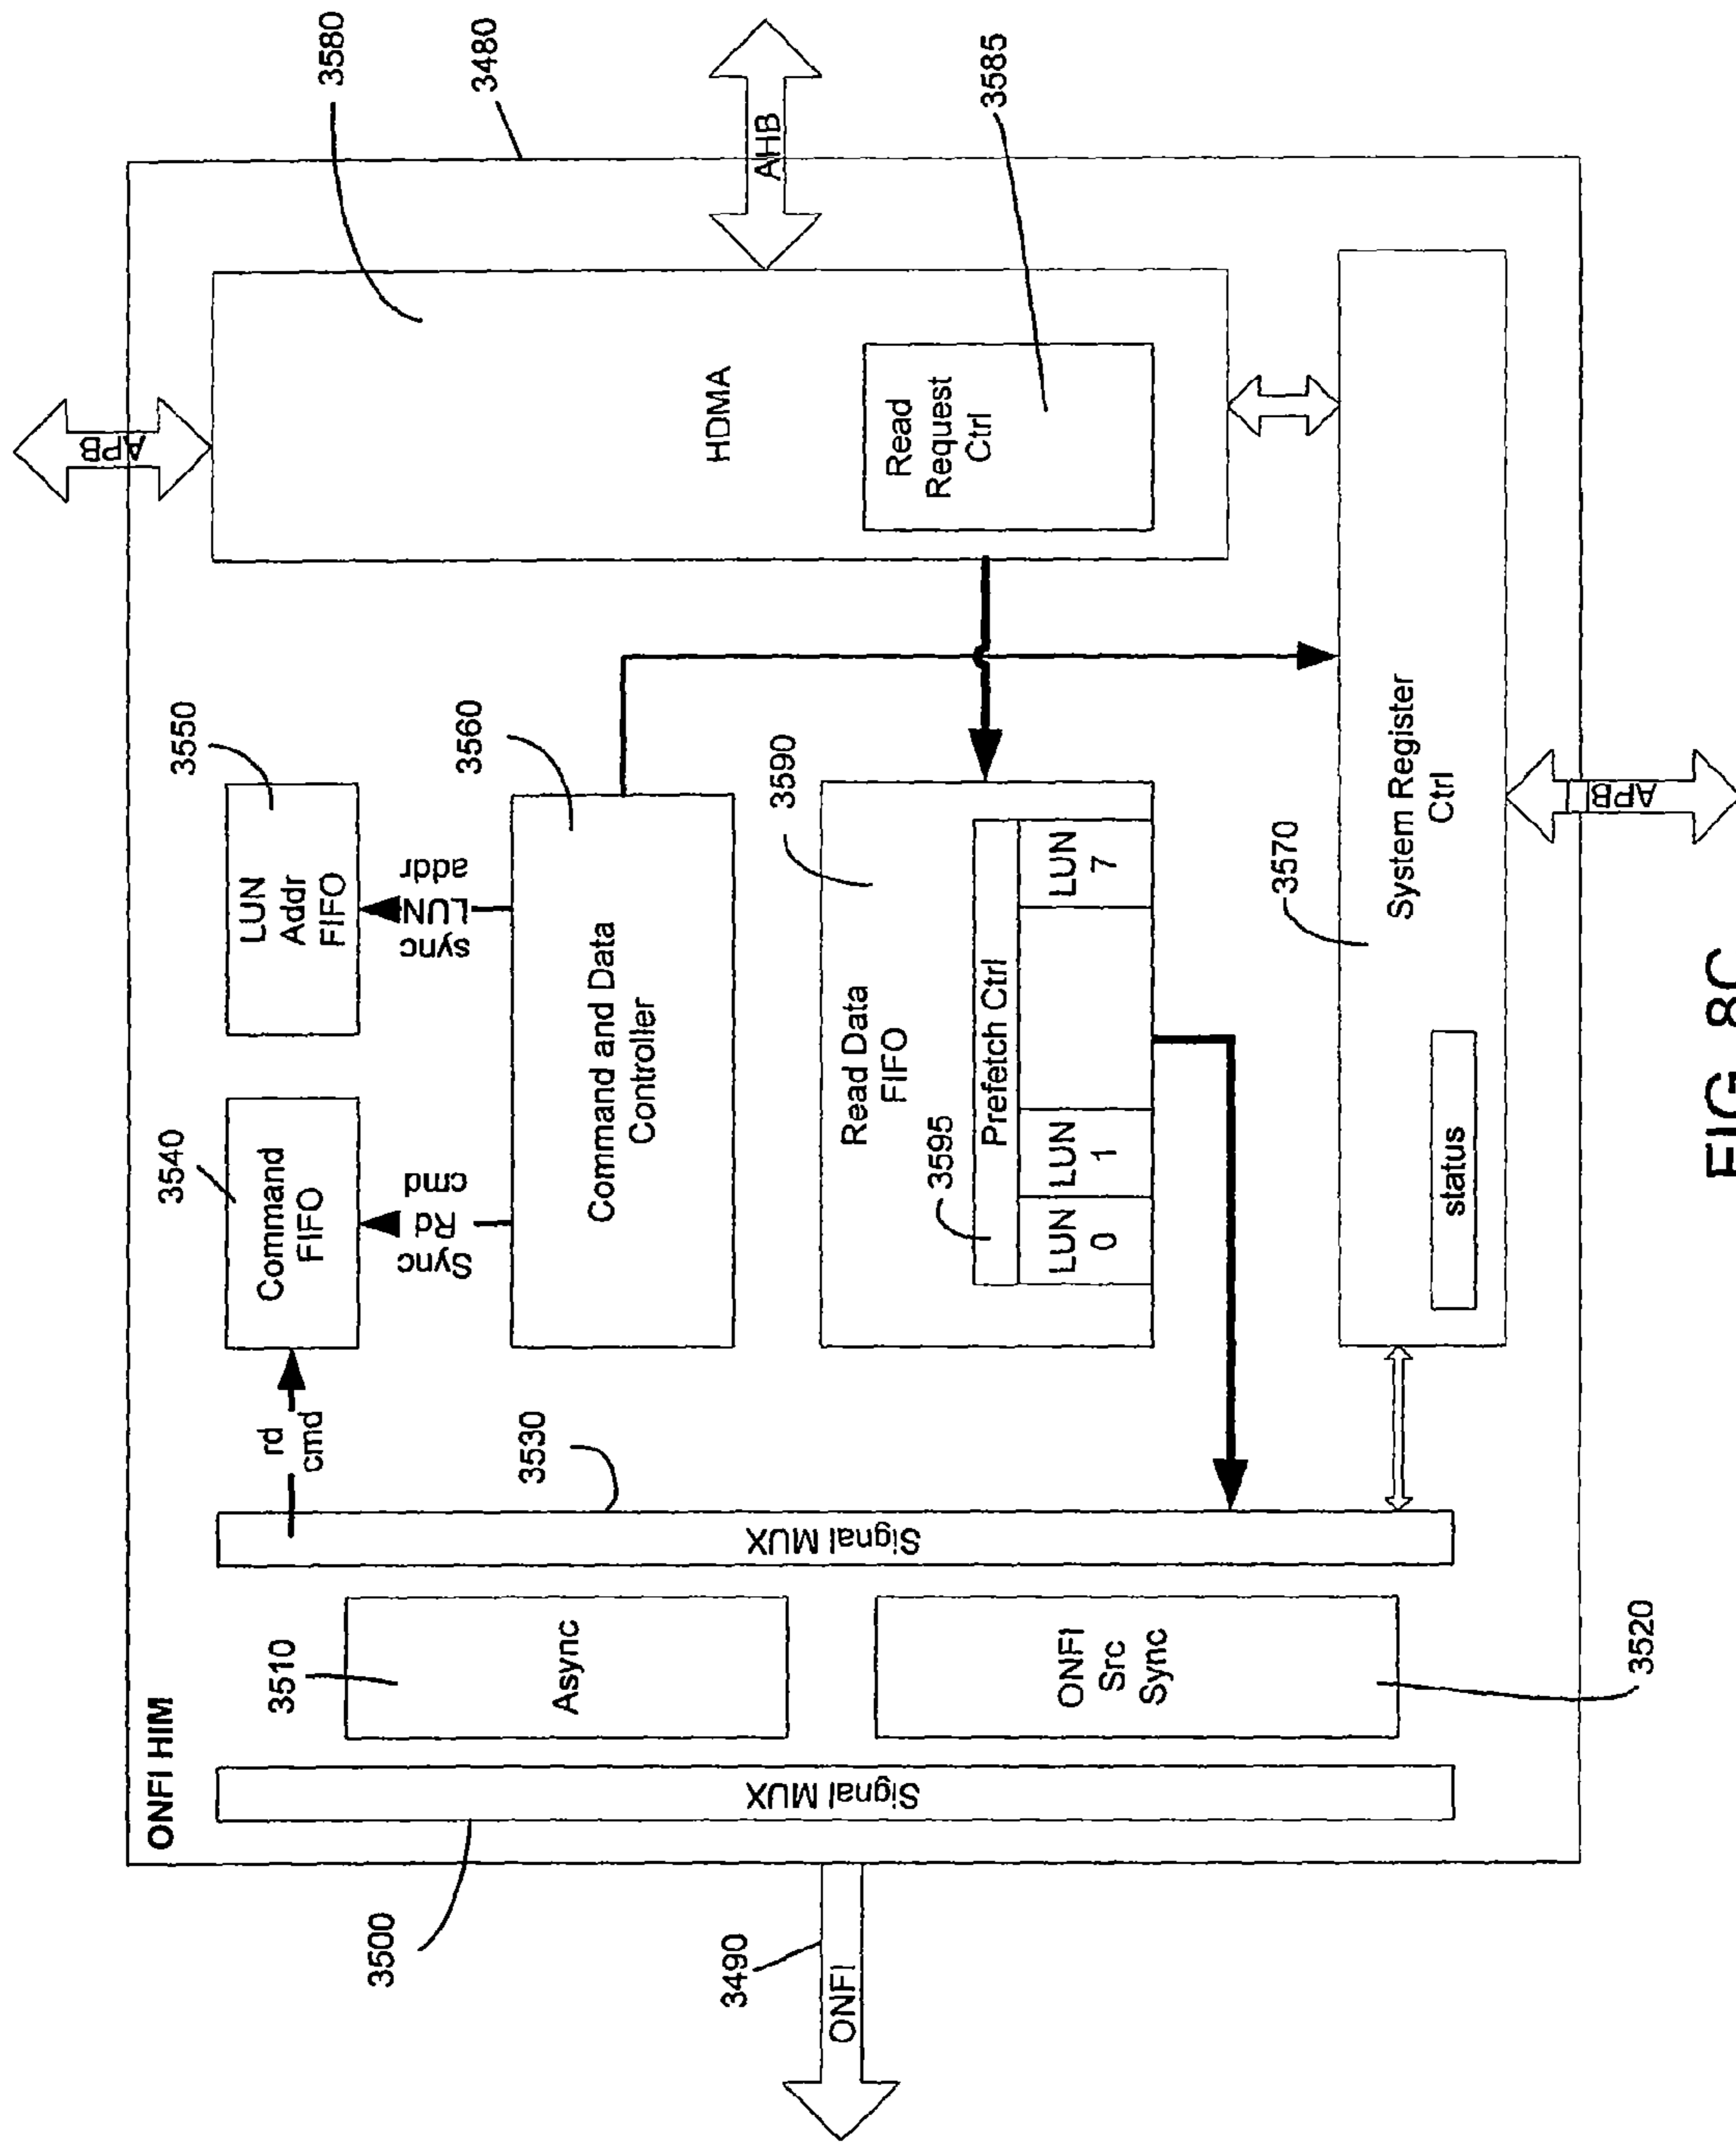 ONFI HIM
3500
3510
3530
3540
3550
3580
3480
3560
APB
rd
cmd
Command
FIFO
LUN
Addr
FIFO
Sync
Rd
cmd
sync
LUN
addr
Signal MUX
Async
ONFI
Src
Sync
Signal MUX
Command and Data
Controller
HDMA
AHB
3490
ONFI
3590
Read Data
FIFO
3595
Prefetch Ctrl
LUN
0
LUN
1
LUN
7
Read
Request
Ctrl
3585
3570
System Register
Ctrl
status
3520
APB
FIG. 8C